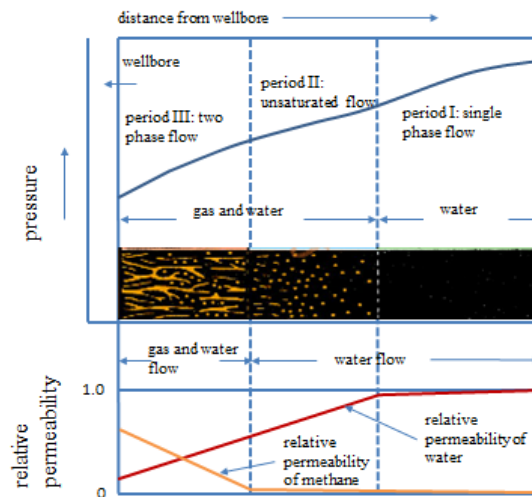 distance from wellbore
wellbore
period II:
unsaturated flow
period III: two
phase flow
period I: single
phase flow
pressure
gas and water
water
gas and water
flow
water flow
1.0
relative
permeability of
water
relative
permeability
of methane
relative
permeability
0